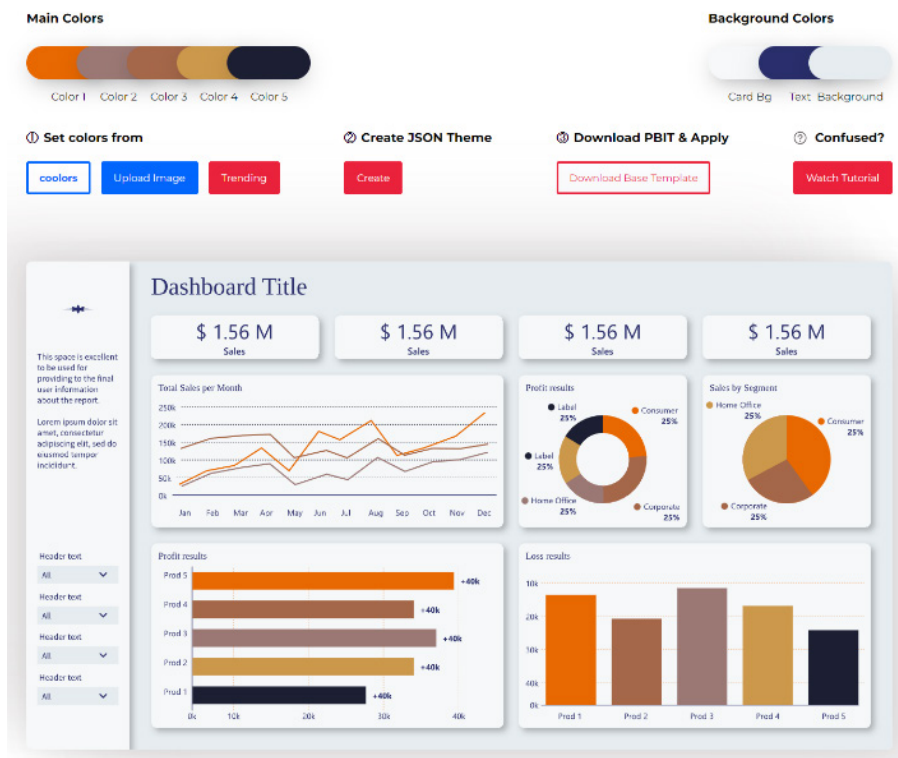 Main Colors
Background Colors
Color 1 Color 2 Color 3 Color 4 Color 5
Card Bg Text Background
① Set colors from
② Create JSON Theme
③ Download PBIT & Apply
? Confused?
coolors
Upload Image
Trending
Create
Download Base Template
Watch Tutorial
Dashboard Title
This space is excellent
to be used for
providing to the final
user information
about the report.
Lorem ipsum dolor sit
amet, consectetur
adipiscing elit, sed do
eiusmod tempor
incididunt.
Header text
All
Header text
All
Header text
All
Header text
All
$ 1.56 M
Sales
$ 1.56 M
Sales
$ 1.56 M
Sales
$ 1.56 M
Sales
Total Sales per Month
250k
200k
150k
100k
50k
0k
Jan Feb Mar Apr May Jun Jul Aug Sep Oct Nov Dec
Profit results
Label
25%
Consumer
25%
Label
25%
Home Office
25%
Corporate
25%
Sales by Segment
Home Office
25%
Consumer
25%
Corporate
25%
Profit results
Prod 5
+40k
Prod 4
+40k
Prod 3
+40k
Prod 2
+40k
Prod 1
+40k
0k 10k 20k 30k 40k
Loss results
10k
20k
10k
40k
0k
Prod 1 Prod 2 Prod 3 Prod 4 Prod 5